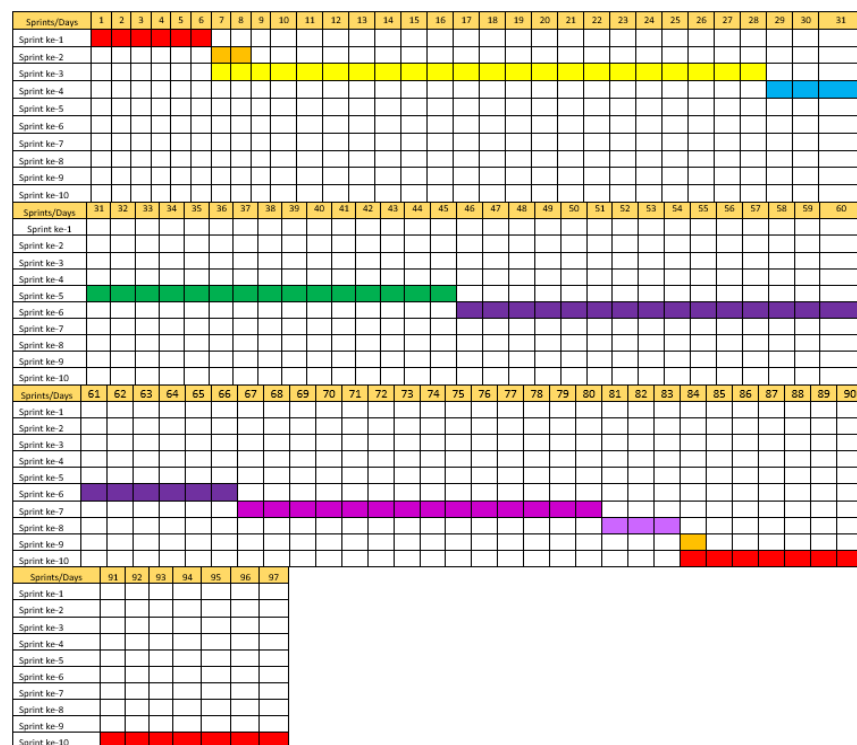 Sprints/Days 1 2 3 4 5 6 7 8 9 10 11 12 13 14 15 16 17 18 19 20 21 22 23 24 25 26 27 28 29 30 31
Sprint ke-1
Sprint ke-2
Sprint ke-3
Sprint ke-4
Sprint ke-5
Sprint ke-6
Sprint ke-7
Sprint ke-8
Sprint ke-9
Sprint ke-10
Sprints/Days 31 32 33 34 35 36 37 38 39 40 41 42 43 44 45 46 47 48 49 50 51 52 53 54 55 56 57 58 59 60
Sprint ke-1
Sprint ke-2
Sprint ke-3
Sprint ke-4
Sprint ke-5
Sprint ke-6
Sprint ke-7
Sprint ke-8
Sprint ke-9
Sprint ke-10
Sprints/Days 61 62 63 64 65 66 67 68 69 70 71 72 73 74 75 76 77 78 79 80 81 82 83 84 85 86 87 88 89 90
Sprint ke-1
Sprint ke-2
Sprint ke-3
Sprint ke-4
Sprint ke-5
Sprint ke-6
Sprint ke-7
Sprint ke-8
Sprint ke-9
Sprint ke-10
Sprints/Days 91 92 93 94 95 96 97
Sprint ke-1
Sprint ke-2
Sprint ke-3
Sprint ke-4
Sprint ke-5
Sprint ke-6
Sprint ke-7
Sprint ke-8
Sprint ke-9
Sprint ke-10